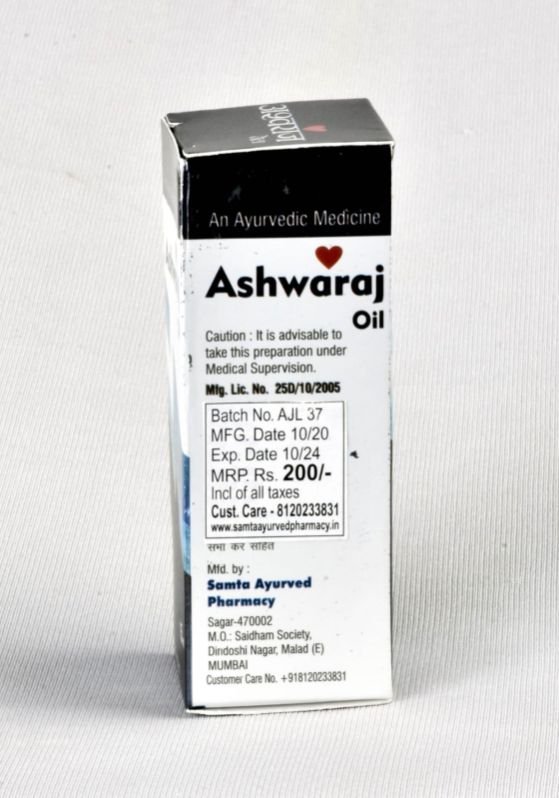 अश्वराज
An Ayurvedic Medicine
Ashwaraj
Oil
Caution : It is advisable to
take this preparation under
Medical Supervision.
Mfg. Lic. No. 25D/10/2005
Batch No. AJL 37
MFG. Date 10/20
Exp. Date 10/24
MRP. Rs. 200/-
Incl of all taxes
Cust. Care - 8120233831
www.samtaayurvedpharmacy.in
सभी कर सहित
Mfd. by :
Samta Ayurved
Pharmacy
Sagar-470002
M.O.: Saidham Society,
Dindoshi Nagar, Malad (E)
MUMBAI
Customer Care No. +918120233831